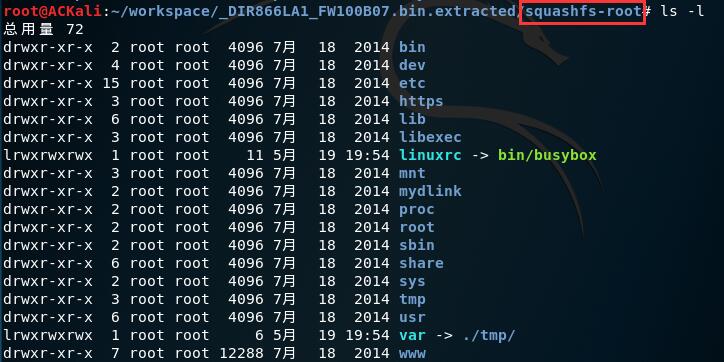 root@ACKali:~/workspace/_DIR866LA1_FW100B07.bin.extracted/squashfs-root# ls -l
总用量 72
drwxr-xr-x  2 root root  4096 7月  18  2014 bin
drwxr-xr-x  4 root root  4096 7月  18  2014 dev
drwxr-xr-x 15 root root  4096 7月  18  2014 etc
drwxr-xr-x  3 root root  4096 7月  18  2014 https
drwxr-xr-x  6 root root  4096 7月  18  2014 lib
drwxr-xr-x  3 root root  4096 7月  18  2014 libexec
lrwxrwxrwx  1 root root    11 5月  19 19:54 linuxrc -> bin/busybox
drwxr-xr-x  3 root root  4096 7月  18  2014 mnt
drwxr-xr-x  2 root root  4096 7月  18  2014 mydlink
drwxr-xr-x  2 root root  4096 7月  18  2014 proc
drwxr-xr-x  2 root root  4096 7月  18  2014 root
drwxr-xr-x  2 root root  4096 7月  18  2014 sbin
drwxr-xr-x  6 root root  4096 7月  18  2014 share
drwxr-xr-x  2 root root  4096 7月  18  2014 sys
drwxr-xr-x  3 root root  4096 7月  18  2014 tmp
drwxr-xr-x  6 root root  4096 7月  18  2014 usr
lrwxrwxrwx  1 root root     6 5月  19 19:54 var -> ./tmp/
drwxr-xr-x  7 root root 12288 7月  18  2014 www